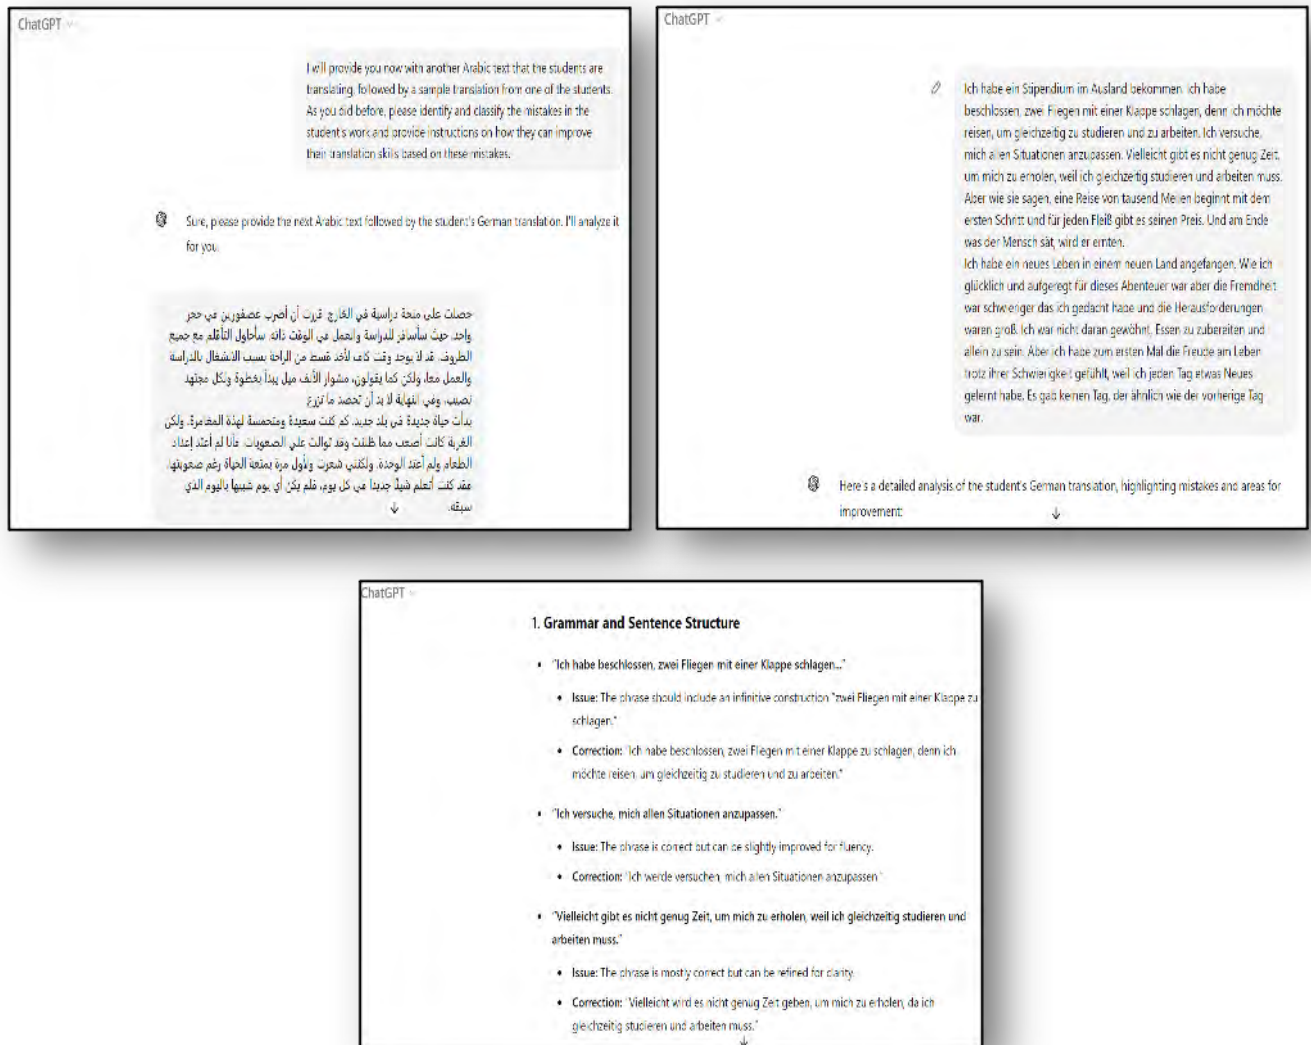 ChatGPT
I will provide you now with another Arabic text that the students are
translating, followed by a sample translation from one of the students.
As you did before, please identify and classify the mistakes in the
student's work and provide instructions on how they can improve
their translation skills based on these mistakes.
Sure, please provide the next Arabic text followed by the student's German translation. I'll analyze it
for you.
حصلت على منحة دراسية في الخارج. قررت أن أضرب عصفورين في حجر
واحد، حيث سأسافر للدراسة والعمل في الوقت ذاته. سأحاول التأقلم مع جميع
الظروف. قد لا يوجد وقت كاف لأخذ قسط من الراحة بسبب الانشغال بالدراسة
والعمل معا، ولكن كما يقولون، مشوار الألف ميل يبدأ بخطوة ولكل مجتهد
نصيب. وفي النهاية لا بد أن تحصد ما تزرع
بدأت حياة جديدة في بلد جديد. كم كنت سعيدة ومتحمسة لهذه المغامرة. ولكن
الغربة كانت أصعب مما ظننت وقد توالت علي الصعوبات. فأنا لم أعتد إعداد
الطعام ولم أعتد الوحدة. ولكنني شعرت ولأول مرة بمتعة الحياة رغم صعوبتها.
فقد كنت أتعلم شيئا جديدا في كل يوم، فلم يكن أي يوم شبيها باليوم الذي
سبقه.
ChatGPT
Ich habe ein Stipendium im Ausland bekommen. Ich habe
beschlossen, zwei Fliegen mit einer Klappe schlagen, denn ich möchte
reisen, um gleichzeitig zu studieren und zu arbeiten. Ich versuche,
mich allen Situationen anzupassen. Vielleicht gibt es nicht genug Zeit,
um mich zu erholen, weil ich gleichzeitig studieren und arbeiten muss.
Aber wie sie sagen, eine Reise von tausend Meilen beginnt mit dem
ersten Schritt und für jeden Fleiß gibt es seinen Preis. Und am Ende
was der Mensch sät, wird er ernten.
Ich habe ein neues Leben in einem neuen Land angefangen. Wie ich
glücklich und aufgeregt für dieses Abenteuer war aber die Fremdheit
war schwieriger das ich gedacht habe und die Herausforderungen
waren groß. Ich war nicht daran gewöhnt, Essen zu zubereiten und
allein zu sein. Aber ich habe zum ersten Mal die Freude am Leben
trotz ihrer Schwierigkeit gefühlt, weil ich jeden Tag etwas Neues
gelernt habe. Es gab keinen Tag, der ähnlich wie der vorherige Tag
war.
Here's a detailed analysis of the student's German translation, highlighting mistakes and areas for
improvement:
ChatGPT
1. Grammar and Sentence Structure
• "Ich habe beschlossen, zwei Fliegen mit einer Klappe schlagen..."
• Issue: The phrase should include an infinitive construction "zwei Fliegen mit einer Klappe zu
schlagen."
• Correction: "Ich habe beschlossen, zwei Fliegen mit einer Klappe zu schlagen, denn ich
möchte reisen, um gleichzeitig zu studieren und zu arbeiten."
• "Ich versuche, mich allen Situationen anzupassen."
• Issue: The phrase is correct but can be slightly improved for fluency.
• Correction: "Ich werde versuchen, mich allen Situationen anzupassen."
• "Vielleicht gibt es nicht genug Zeit, um mich zu erholen, weil ich gleichzeitig studieren und
arbeiten muss."
• Issue: The phrase is mostly correct but can be refined for clarity.
• Correction: "Vielleicht wird es nicht genug Zeit geben, um mich zu erholen, da ich
gleichzeitig studieren und arbeiten muss."